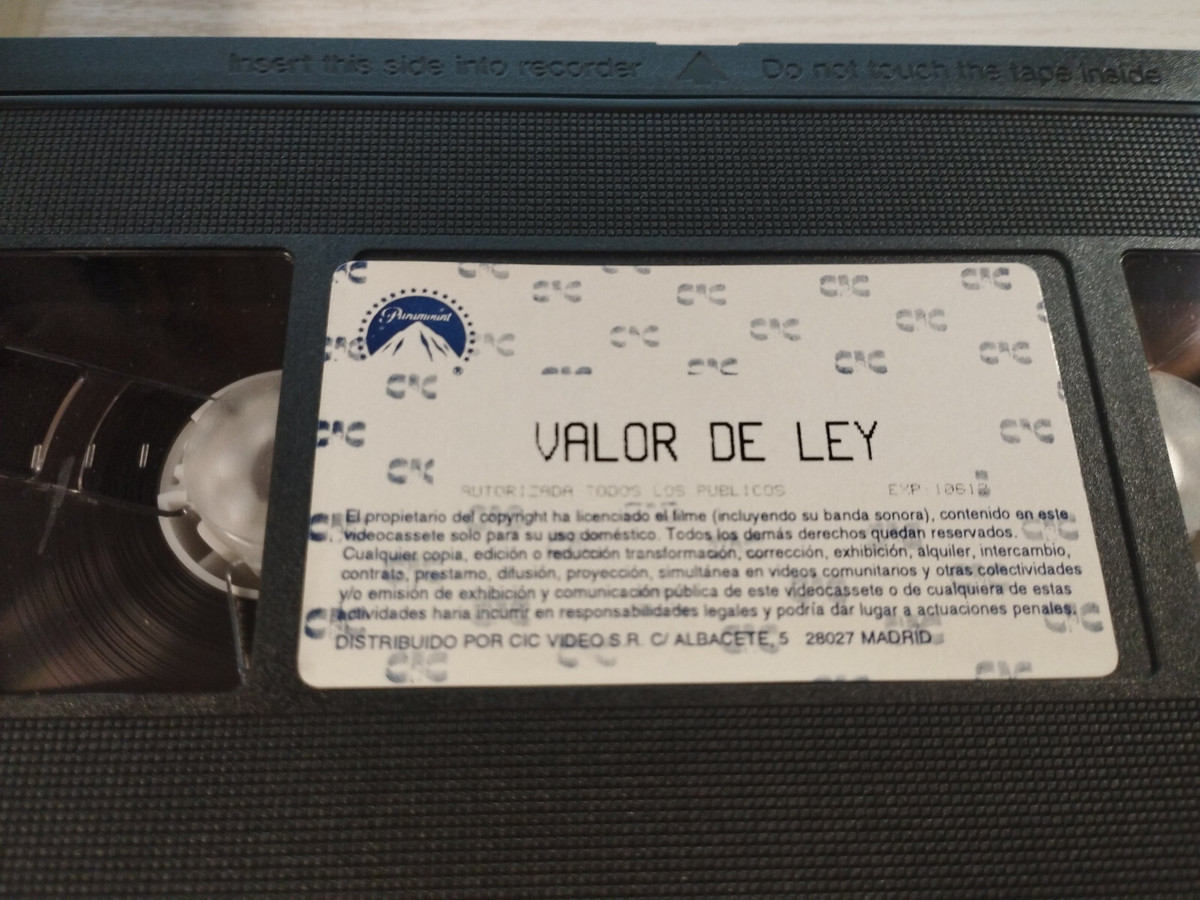 Insert this side into recorder Do not touch the tape inside
Paramount
CIC
VALOR DE LEY
AUTORIZADA TODOS LOS PUBLICOS EXP 10612
El propietario del copyright ha licenciado el filme (incluyendo su banda sonora), contenido en este
videocassete solo para su uso doméstico. Todos los demás derechos quedan reservados.
Cualquier copia, edición o reducción transformación, corrección, exhibición, alquiler, intercambio,
contrato, prestamo, difusión, proyección, simultánea en videos comunitarios y otras colectividades
y/o emisión de exhibición y comunicación pública de este videocassete o de cualquiera de estas
actividades haria incurrir en responsabilidades legales y podría dar lugar a actuaciones penales.
DISTRIBUIDO POR CIC VIDEO S.R. C/ ALBACETE, 5 28027 MADRID